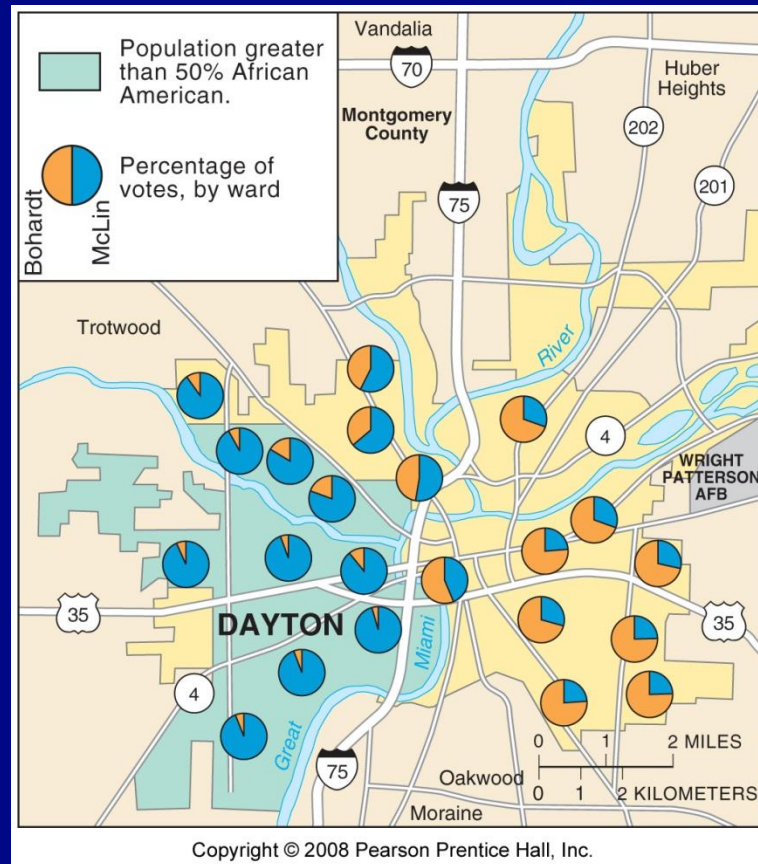 Population greater
than 50% African
American.
Percentage of
votes, by ward
Bohardt
McLin
Vandalia
70
Huber
Heights
Montgomery
County
202
201
75
Trotwood
River
4
WRIGHT
PATTERSON
AFB
35
DAYTON
Miami
35
4
Great
75
0 1 2 MILES
0 1 2 KILOMETERS
Oakwood
Moraine
Copyright © 2008 Pearson Prentice Hall, Inc.